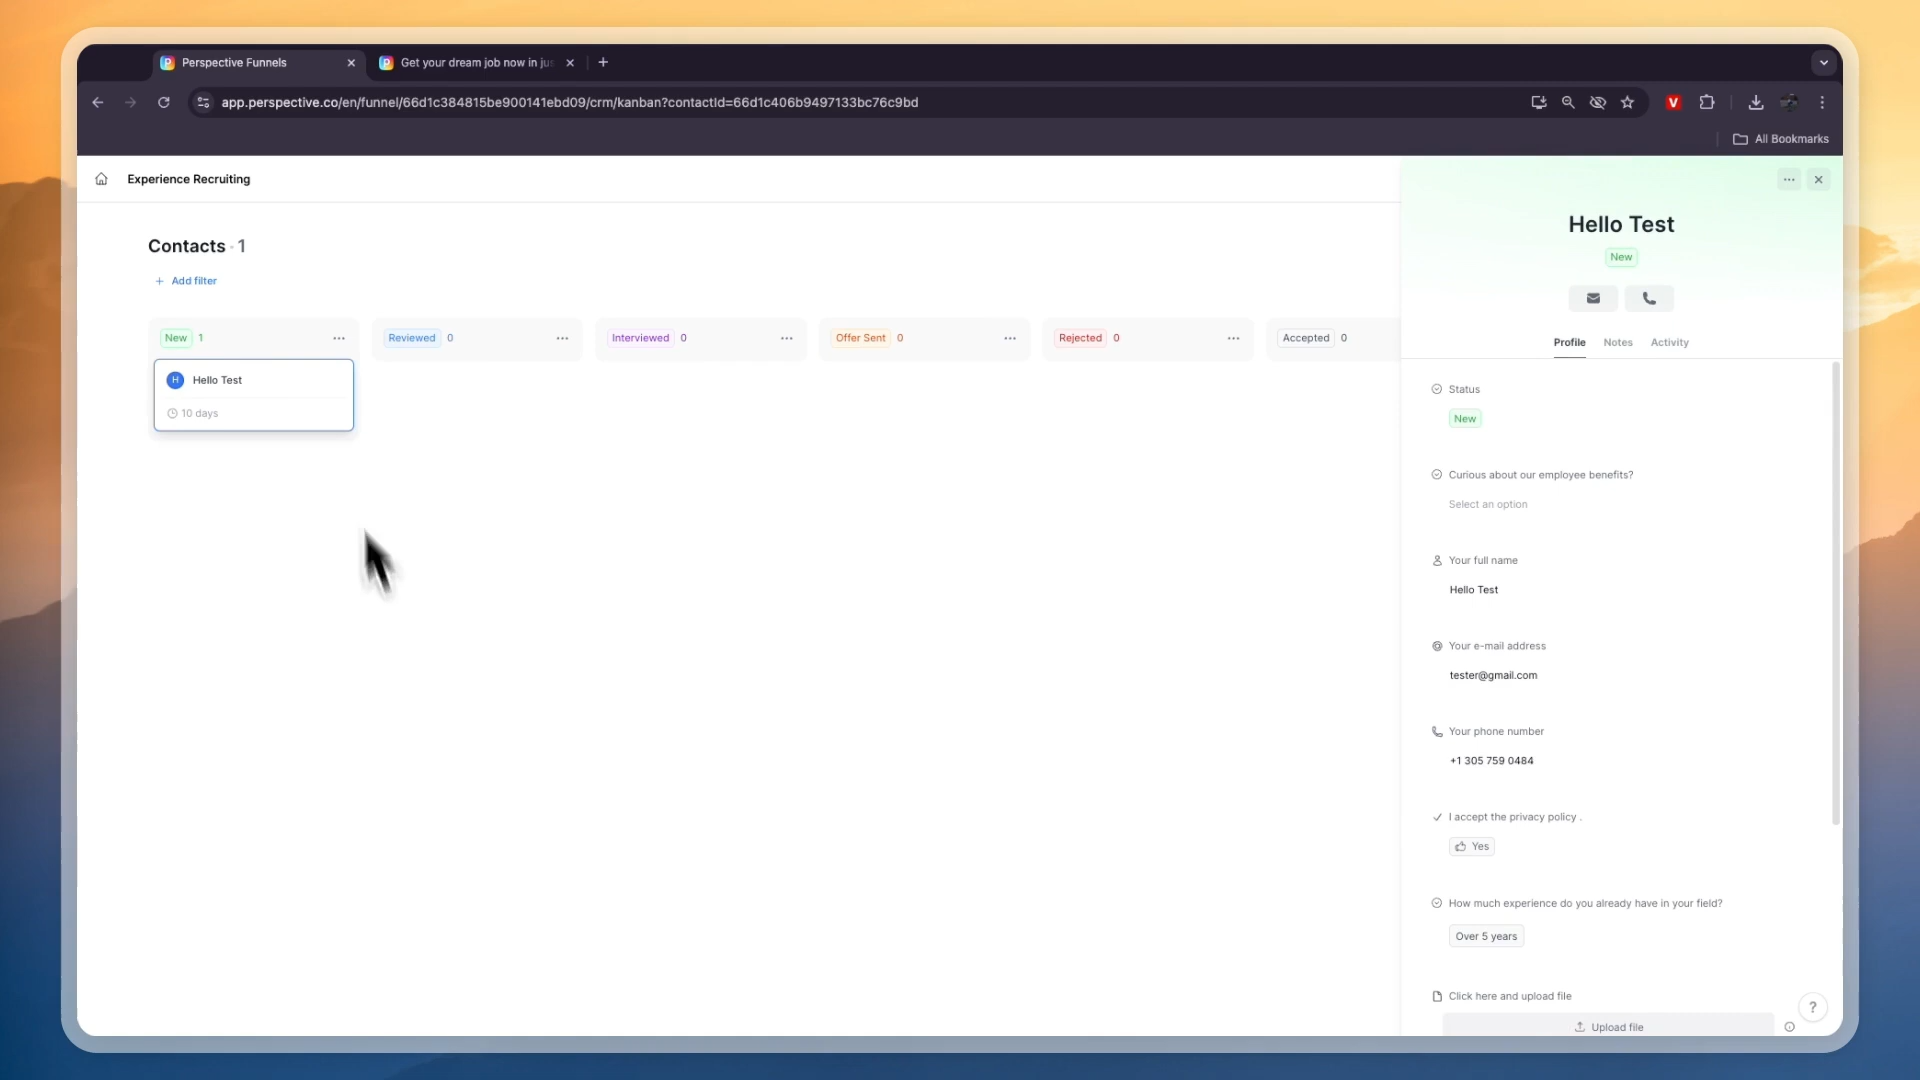 Perspective Funnels
Get your dream job now in jus
app.perspective.co/en/funnel/66d1c384815be900141ebd09/crm/kanban?contactId=66d1c406b9497133bc76c9bd
V
All Bookmarks
Experience Recruiting
Contacts · 1
+ Add filter
New 1
Reviewed 0
Interviewed 0
Offer Sent 0
Rejected 0
Accepted 0
H Hello Test
10 days
Hello Test
New
Profile Notes Activity
Status
New
Curious about our employee benefits?
Select an option
Your full name
Hello Test
Your e-mail address
tester@gmail.com
Your phone number
+1 305 759 0484
I accept the privacy policy .
Yes
How much experience do you already have in your field?
Over 5 years
Click here and upload file
Upload file
?